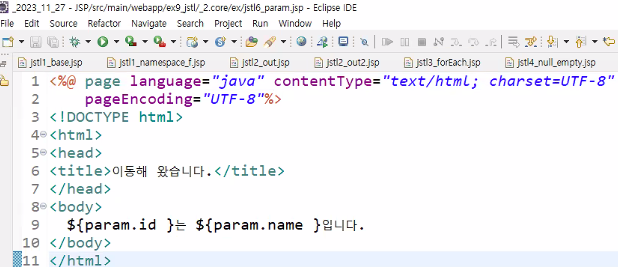 _2023_11_27 - JSP/src/main/webapp/ex9_jstl/_2.core/ex/jstl6_param.jsp - Eclipse IDE
Edit Source Refactor Navigate Search Project Run Window Help
jstl1_base.jsp jstl1_namespace_f.jsp jstl2_out.jsp jstl2_out2.jsp jstl3_forEach.jsp jstl4_null_empty.jsp
1 <%@ page language="java" contentType="text/html; charset=UTF-8"
2 pageEncoding="UTF-8"%>
3 <!DOCTYPE html>
4 <html>
5 <head>
6 <title>이동해 왔습니다.</title>
7 </head>
8 <body>
9 ${param.id }는 ${param.name }입니다.
10 </body>
11 </html>